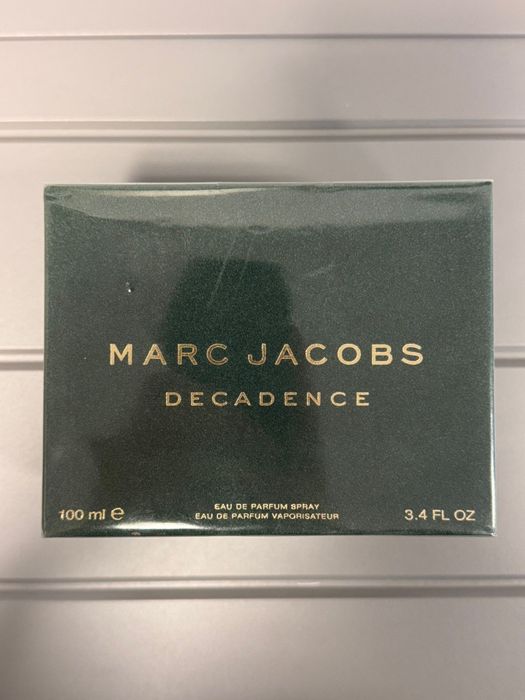 MARC JACOBS
DECADENCE
EAU DE PARFUM SPRAY
100 ml ℮ EAU DE PARFUM VAPORISATEUR 3.4 FL OZ